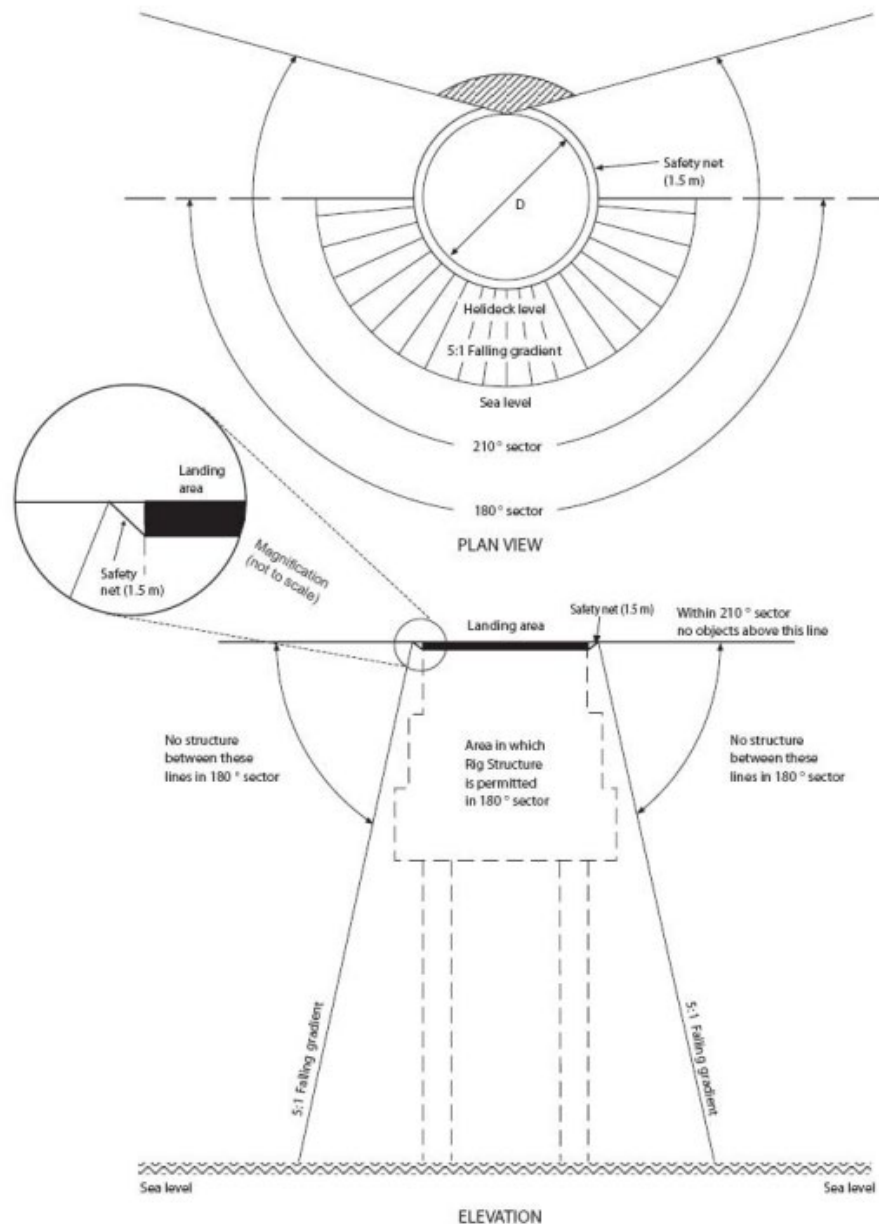 Safety net
(1.5 m)
D
Helideck level
5:1 Falling gradient
Sea level
210° sector
180° sector
PLAN VIEW
Landing
area
Safety
net (1.5 m)
Magnification
(not to scale)
Landing area
Safety net (1.5 m)
Within 210° sector
no objects above this line
No structure
between these
lines in 180° sector
Area in which
Rig Structure
is permitted
in 180° sector
No structure
between these
lines in 180° sector
5:1 Falling gradient
5:1 Falling gradient
Sea level
Sea level
ELEVATION